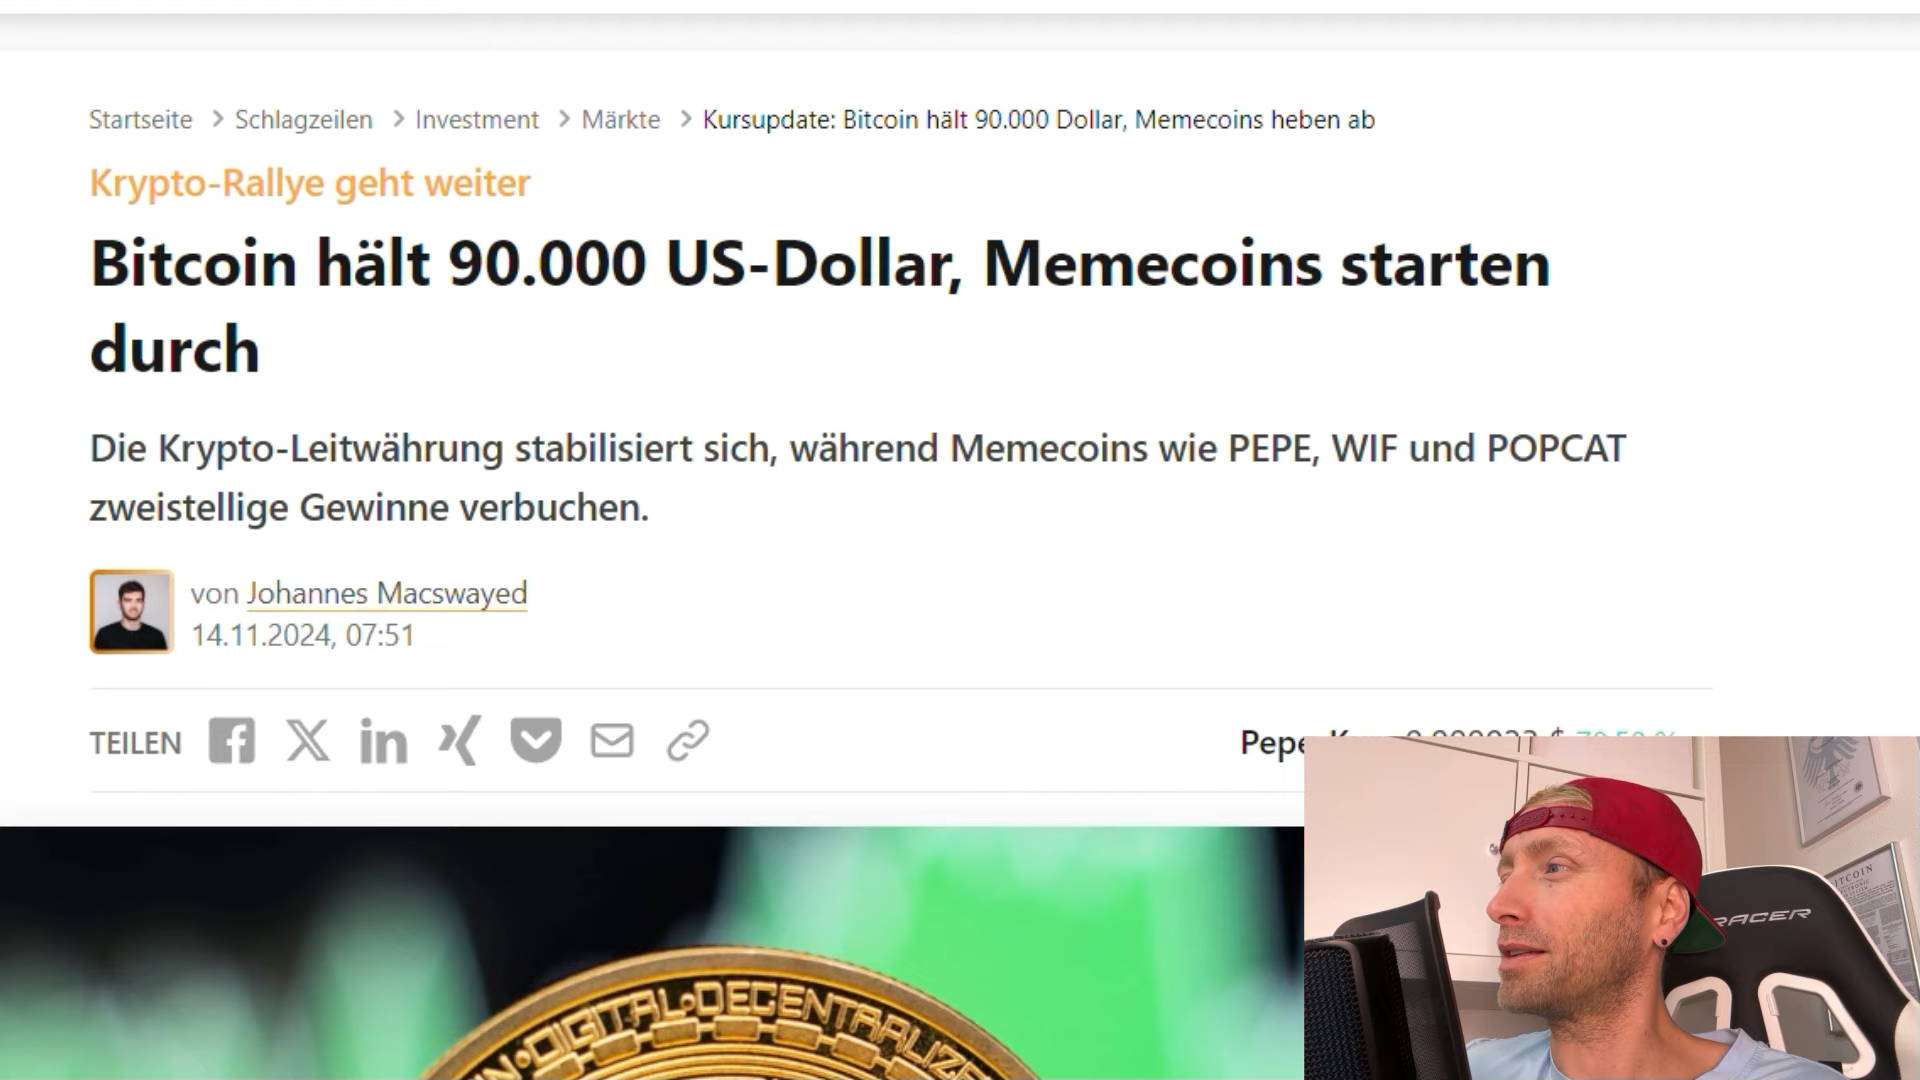 Startseite > Schlagzeilen > Investment > Märkte > Kursupdate: Bitcoin hält 90.000 Dollar, Memecoins heben ab
Krypto-Rallye geht weiter
Bitcoin hält 90.000 US-Dollar, Memecoins starten
durch
Die Krypto-Leitwährung stabilisiert sich, während Memecoins wie PEPE, WIF und POPCAT
zweistellige Gewinne verbuchen.
von Johannes Macswayed
14.11.2024, 07:51
TEILEN
Pepe
DIGITAL
RACER